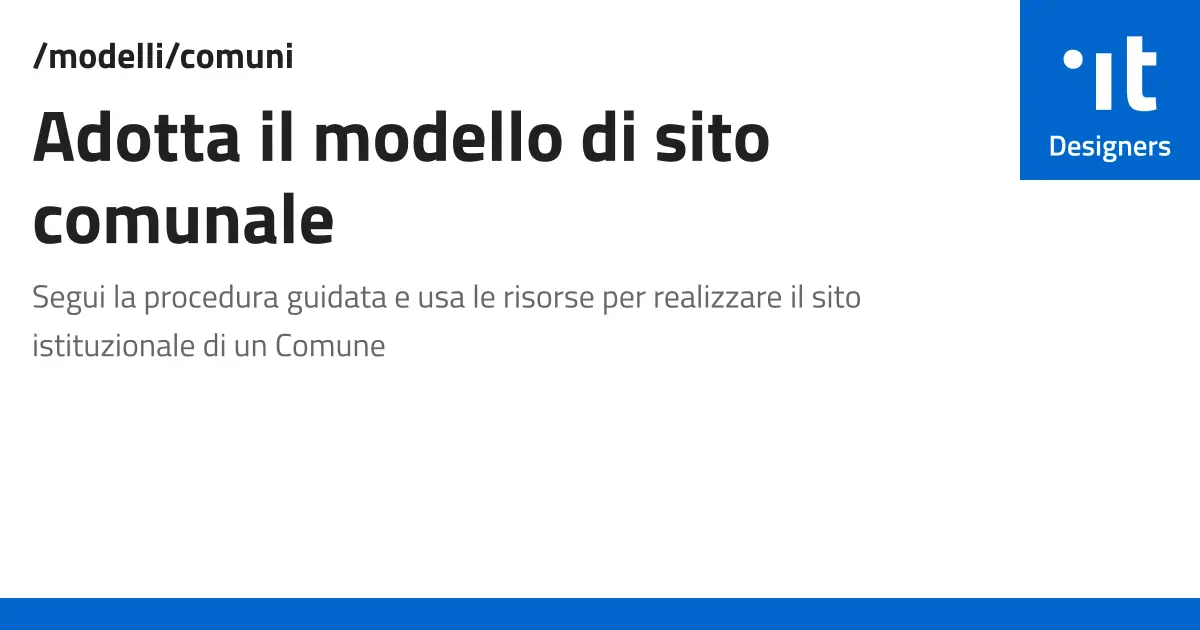 /modelli/comuni
Adotta il modello di sito
comunale
Segui la procedura guidata e usa le risorse per realizzare il sito
istituzionale di un Comune
it
Designers